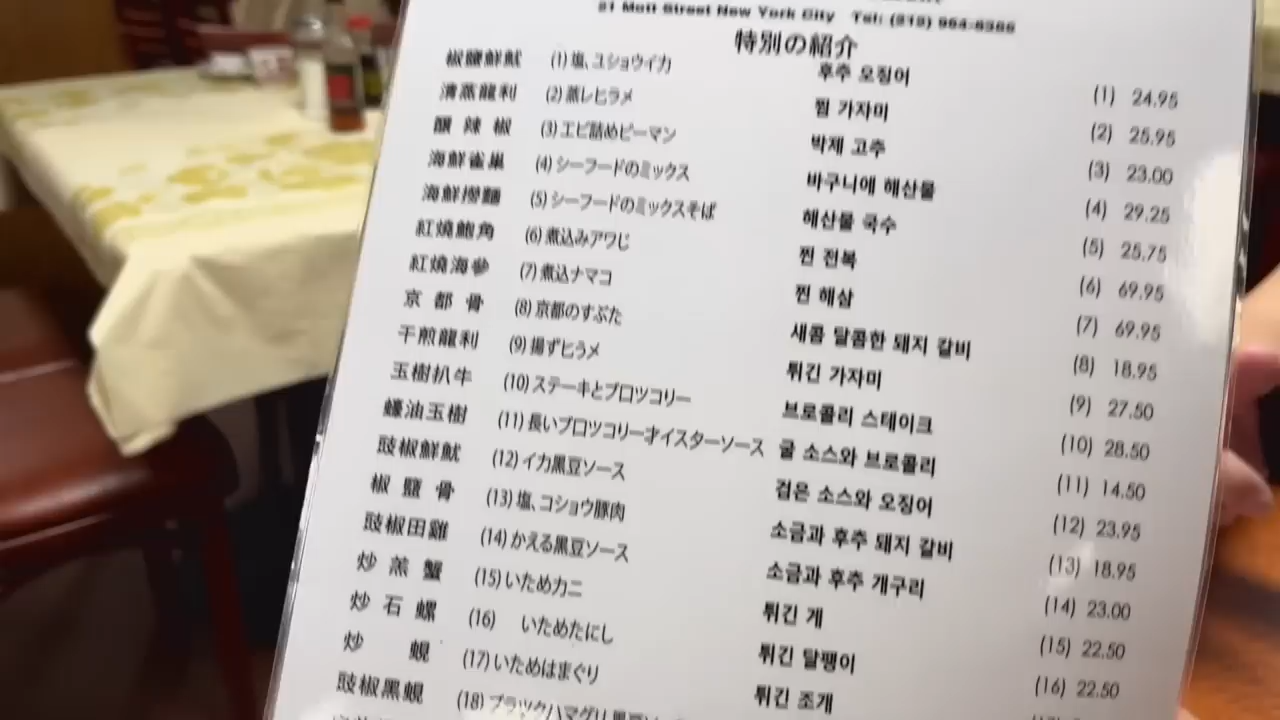 21 Mott Street New York City Tel: (212) 964-8366
特別の紹介
椒鹽鮮魷 (1) 塩、ユショウイカ 후추 오징어 (1) 24.95
清蒸龍利 (2) 蒸レヒラメ 찜 가자미 (2) 25.95
釀辣椒 (3) エビ詰めピーマン 박제 고추 (3) 23.00
海鮮雀巢 (4) シーフードのミックス 바구니에 해산물 (4) 29.25
海鮮撈麵 (5) シーフードのミックスそば 해산물 국수 (5) 25.75
紅燒鮑角 (6) 煮込みアワじ 찐 전복 (6) 69.95
紅燒海參 (7) 煮込ナマコ 찐 해삼 (7) 69.95
京都骨 (8) 京都のすぶた 새콤 달콤한 돼지 갈비 (8) 18.95
干煎龍利 (9) 揚ずヒラメ 튀긴 가자미 (9) 27.50
玉樹扒牛 (10) ステーキとブロツコリー 브로콜리 스테이크 (10) 28.50
蠔油玉樹 (11) 長いブロツコリーオイスターソース 굴 소스와 브로콜리 (11) 14.50
豉椒鮮魷 (12) イカ黒豆ソース 검은 소스와 오징어 (12) 23.95
椒鹽骨 (13) 塩、コショウ豚肉 소금과 후추 돼지 갈비 (13) 18.95
豉椒田雞 (14) かえる黒豆ソース 소금과 후추 개구리 (14) 23.00
炒羔蟹 (15) いためカニ 튀긴 게 (15) 22.50
炒石螺 (16) いためたにし 튀긴 달팽이 (16) 22.50
炒蜆 (17) いためはまぐり 튀긴 조개
豉椒黑蜆 (18) ブラツクハマグリ黒豆